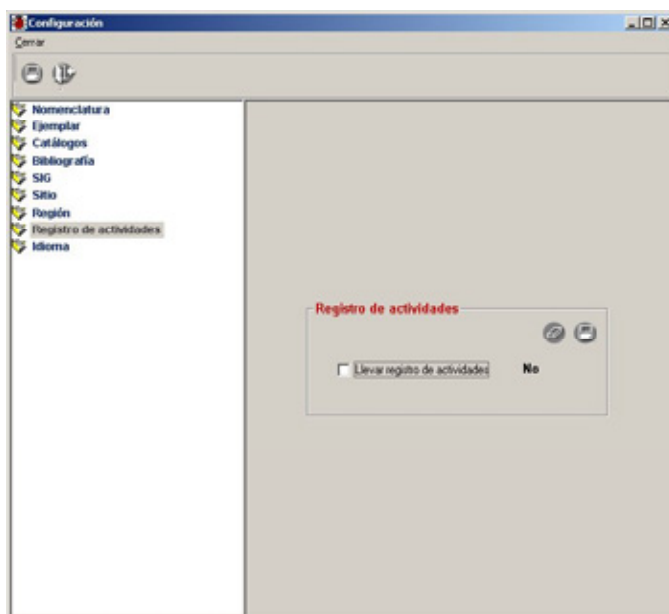 Configuración
Cerrar
Nomenclatura
Ejemplar
Catálogos
Bibliografía
SIG
Sitio
Región
Registro de actividades
Idioma
Registro de actividades
Llevar registro de actividades No